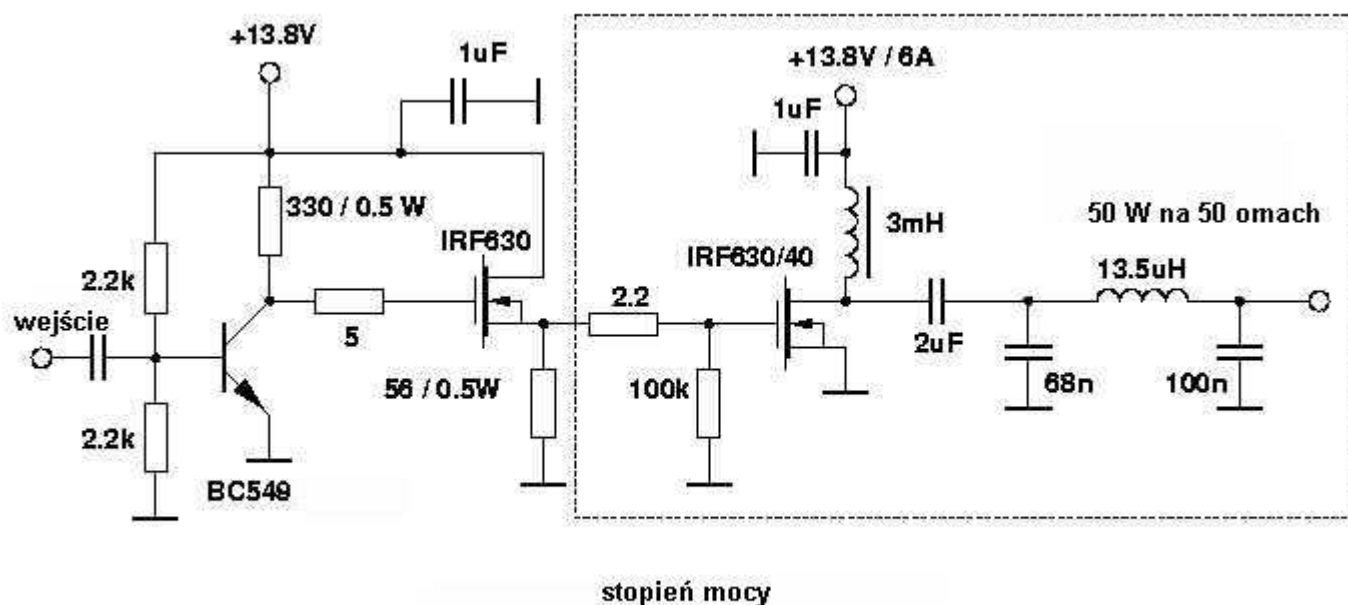 +13.8V
1uF
+13.8V / 6A
1uF
330 / 0.5 W
50 W na 50 omach
3mH
IRF630
IRF630/40
13.5uH
2.2k
2.2
wejście
5
2uF
56 / 0.5W
100k
68n
100n
2.2k
BC549
stopień mocy